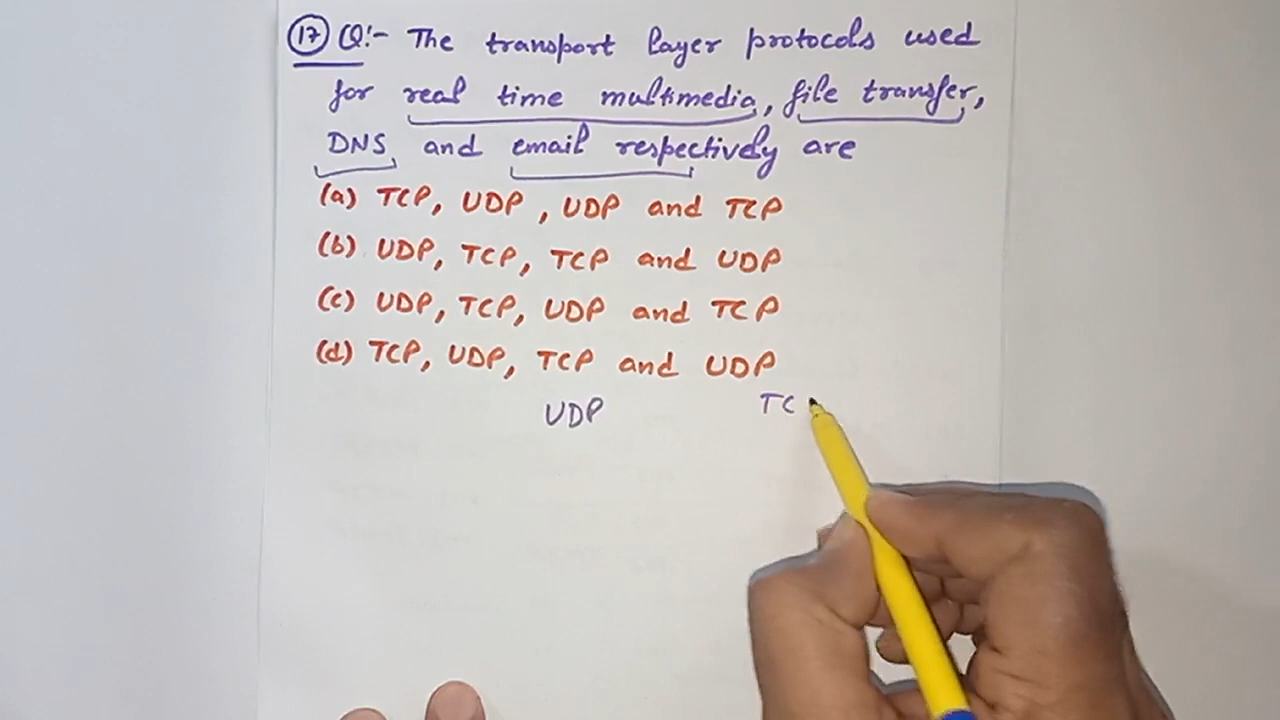 17 Q:- The transport layer protocols used
for real time multimedia, file transfer,
DNS and email respectively are
(a) TCP, UDP, UDP and TCP
(b) UDP, TCP, TCP and UDP
(c) UDP, TCP, UDP and TCP
(d) TCP, UDP, TCP and UDP
UDP TC